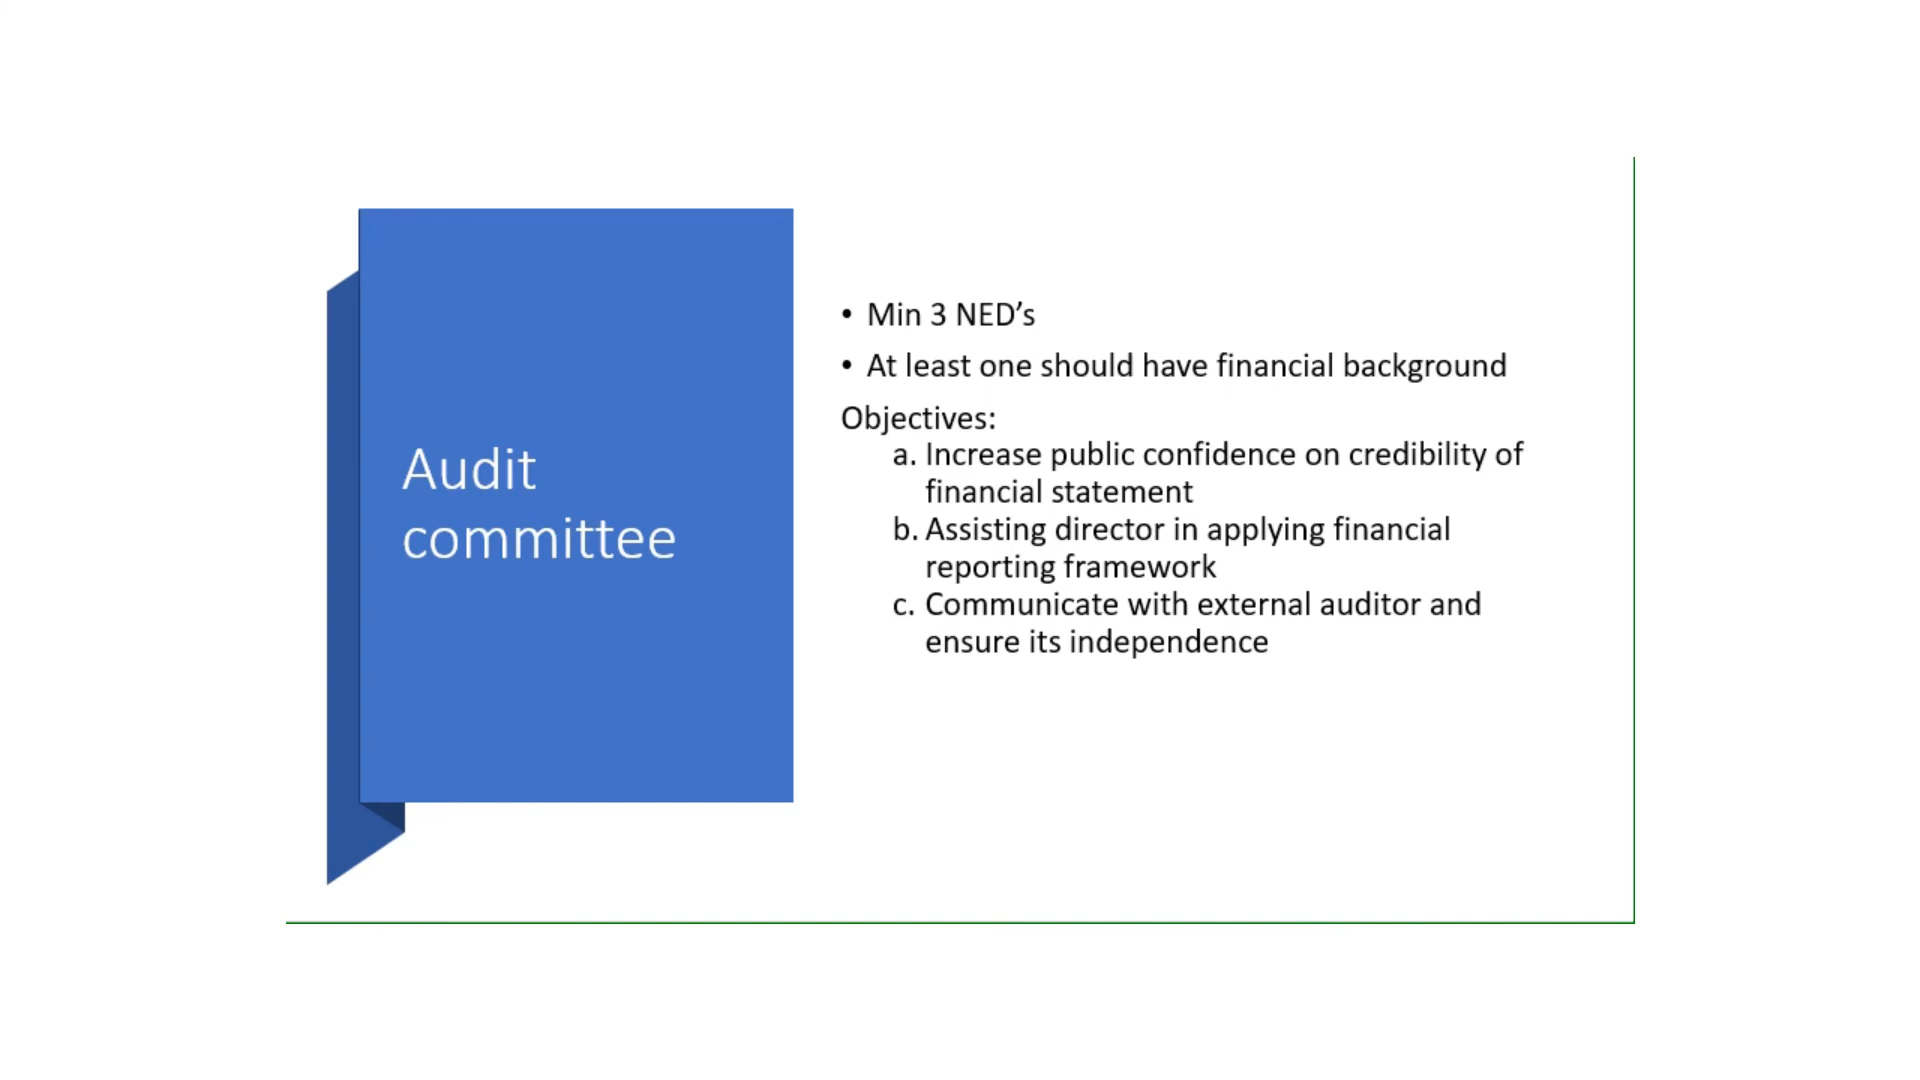 Audit
committee
• Min 3 NED’s
• At least one should have financial background
Objectives:
a. Increase public confidence on credibility of
financial statement
b. Assisting director in applying financial
reporting framework
c. Communicate with external auditor and
ensure its independence